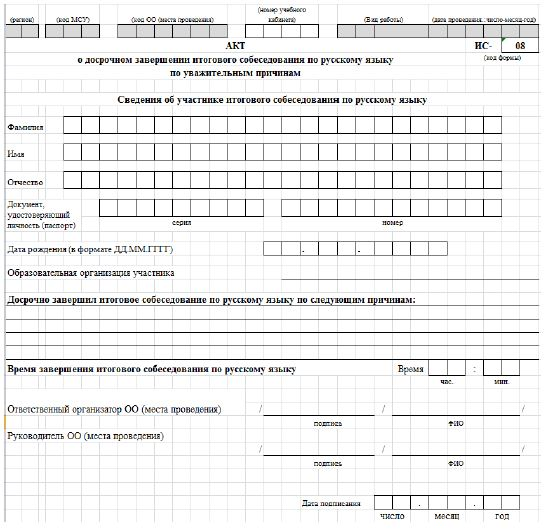 (номер учебного
(регион) (код МСУ) (код ОО (места проведения) кабинета) (Вид работы) (дата проведения: число-месяц-год)
АКТ ИС- 08
о досрочном завершении итогового собеседования по русскому языку (код формы)
по уважительным причинам
Сведения об участнике итогового собеседования по русскому языку
Фамилия
Имя
Отчество
Документ,
удостоверяющий
личность (паспорт)
серия номер
Дата рождения (в формате ДД.ММ.ГГГГ) . .
Образовательная организация участника
Досрочно завершил итоговое собеседование по русскому языку по следующим причинам:
Время завершения итогового собеседования по русскому языку Время :
час. мин.
Ответственный организатор ОО (места проведения) / / /
подпись ФИО
Руководитель ОО (места проведения)
/ / /
подпись ФИО
Дата подписания . .
число месяц год